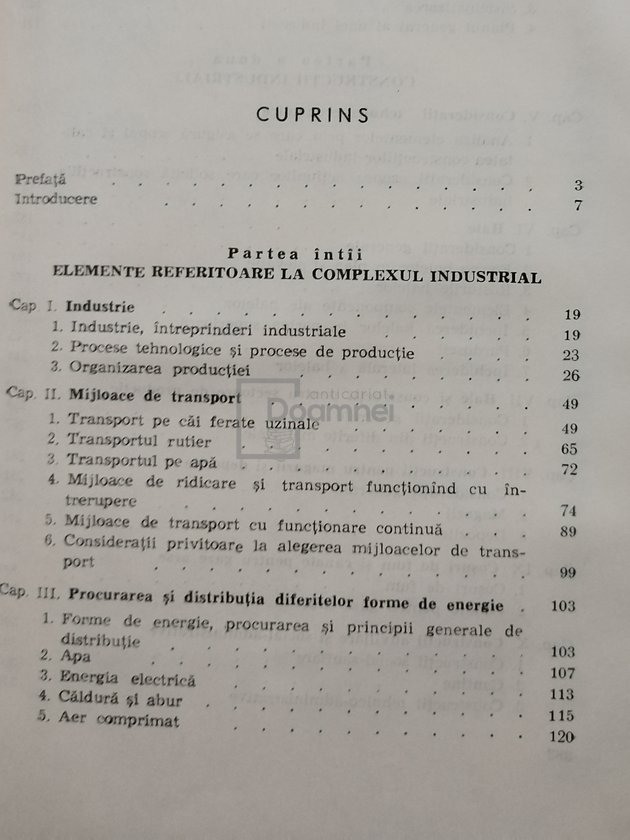 CUPRINS
Prefață . . . . . . . . . . . . . . . 3
Introducere . . . . . . . . . . . . . 7
Partea întîi
ELEMENTE REFERITOARE LA COMPLEXUL INDUSTRIAL
Cap I. Industrie . . . . . . . . . . . . . 19
1. Industrie, întreprinderi industriale . . . . . . 19
2. Procese tehnologice și procese de producție . . . . 23
3. Organizarea producției . . . . . . . . . 26
Cap. II. Mijloace de transport . . . . . . . . . 49
1. Transport pe căi ferate uzinale . . . . . . . 49
2. Transportul rutier . . . . . . . . . . 65
3. Transportul pe apă . . . . . . . . . . 72
4. Mijloace de ridicare și transport funcționînd cu în-
trerupere . . . . . . . . . . . . 74
5. Mijloace de transport cu funcționare continuă . . . 89
6. Considerații privitoare la alegerea mijloacelor de trans-
port . . . . . . . . . . . . . 99
Cap. III. Procurarea și distribuția diferitelor forme de energie . 103
1. Forme de energie, procurarea și principii generale de
distribuție . . . . . . . . . . . . 103
2. Apa . . . . . . . . . . . . . 107
3. Energia electrică . . . . . . . . . . 113
4. Căldură și abur . . . . . . . . . . 115
5. Aer comprimat . . . . . . . . . . 120
anticariat
Doamnei